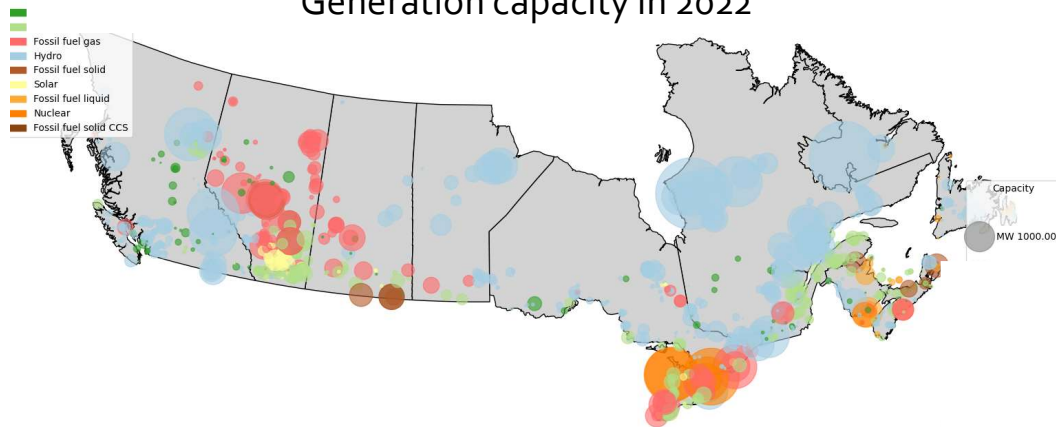 Generation capacity in 2022
Fossil fuel gas
Hydro
Fossil fuel solid
Solar
Fossil fuel liquid
Nuclear
Fossil fuel solid CCS
Capacity
MW 1000.00